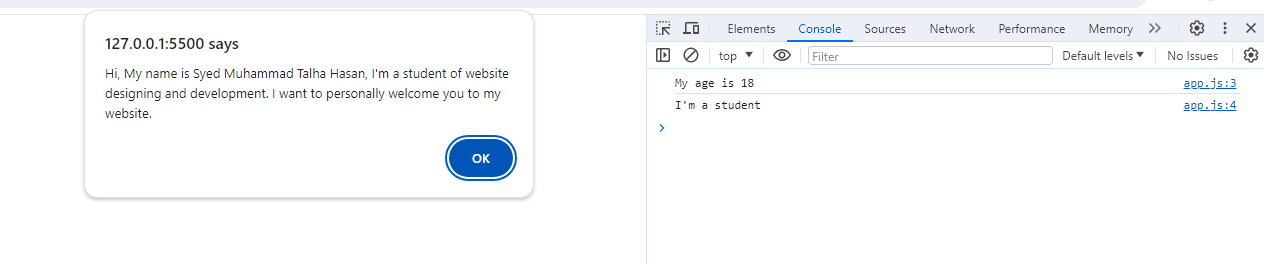 127.0.0.1:5500 says
Hi, My name is Syed Muhammad Talha Hasan, I'm a student of website
designing and development. I want to personally welcome you to my
website.
OK
Elements Console Sources Network Performance Memory
top Filter Default levels No Issues
My age is 18 app.js:3
I'm a student app.js:4